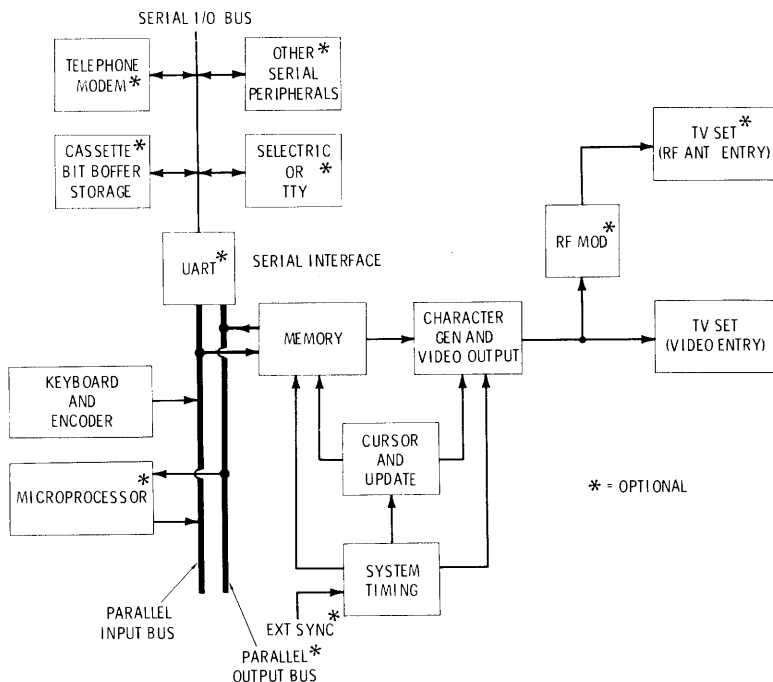 SERIAL I/O BUS
TELEPHONE
MODEM*
OTHER*
SERIAL
PERIPHERALS
TV SET*
(RF ANT ENTRY)
CASSETTE*
BIT BOFFER
STORAGE
SELECTRIC
OR
TTY*
RF MOD*
UART*
SERIAL INTERFACE
MEMORY
CHARACTER
GEN AND
VIDEO OUTPUT
TV SET
(VIDEO ENTRY)
KEYBOARD
AND
ENCODER
CURSOR
AND
UPDATE
MICROPROCESSOR*
* = OPTIONAL
SYSTEM
TIMING
PARALLEL
INPUT BUS
EXT SYNC*
PARALLEL*
OUTPUT BUS